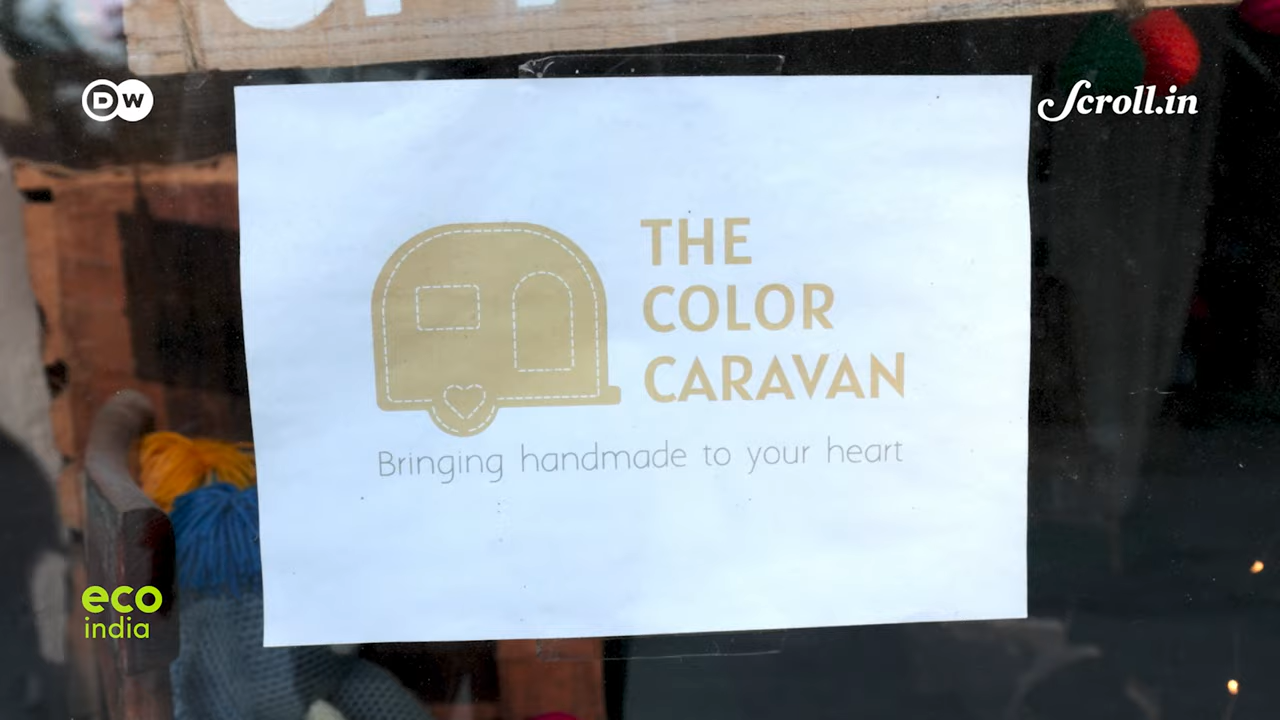 DW
Scroll.in
THE
COLOR
CARAVAN
Bringing handmade to your heart
eco
india